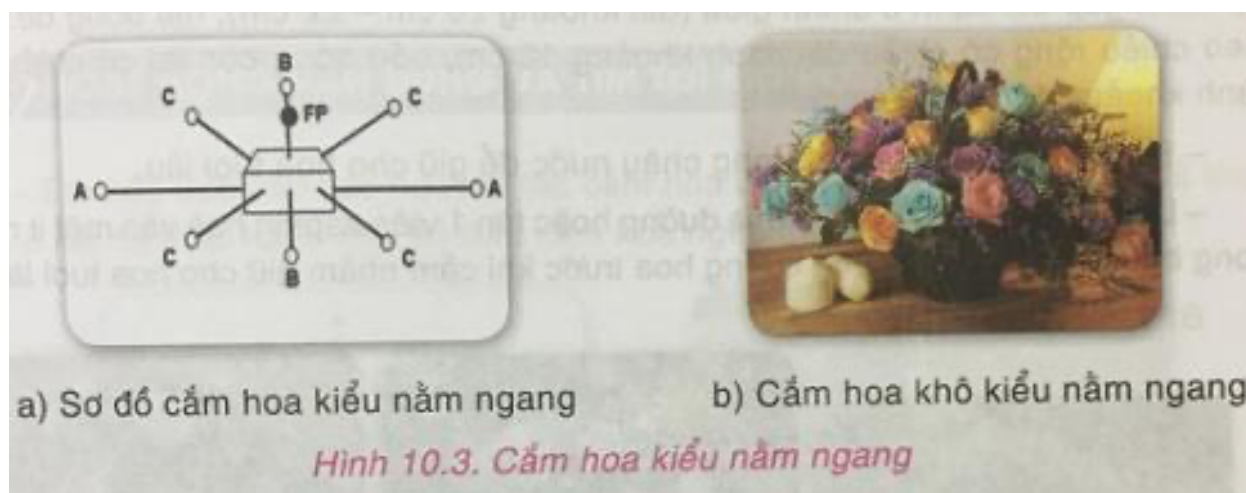 B
C
C
FP
A
A
C
C
B
a) Sơ đồ cắm hoa kiểu nằm ngang
b) Cắm hoa khô kiểu nằm ngang
Hình 10.3. Cắm hoa kiểu nằm ngang